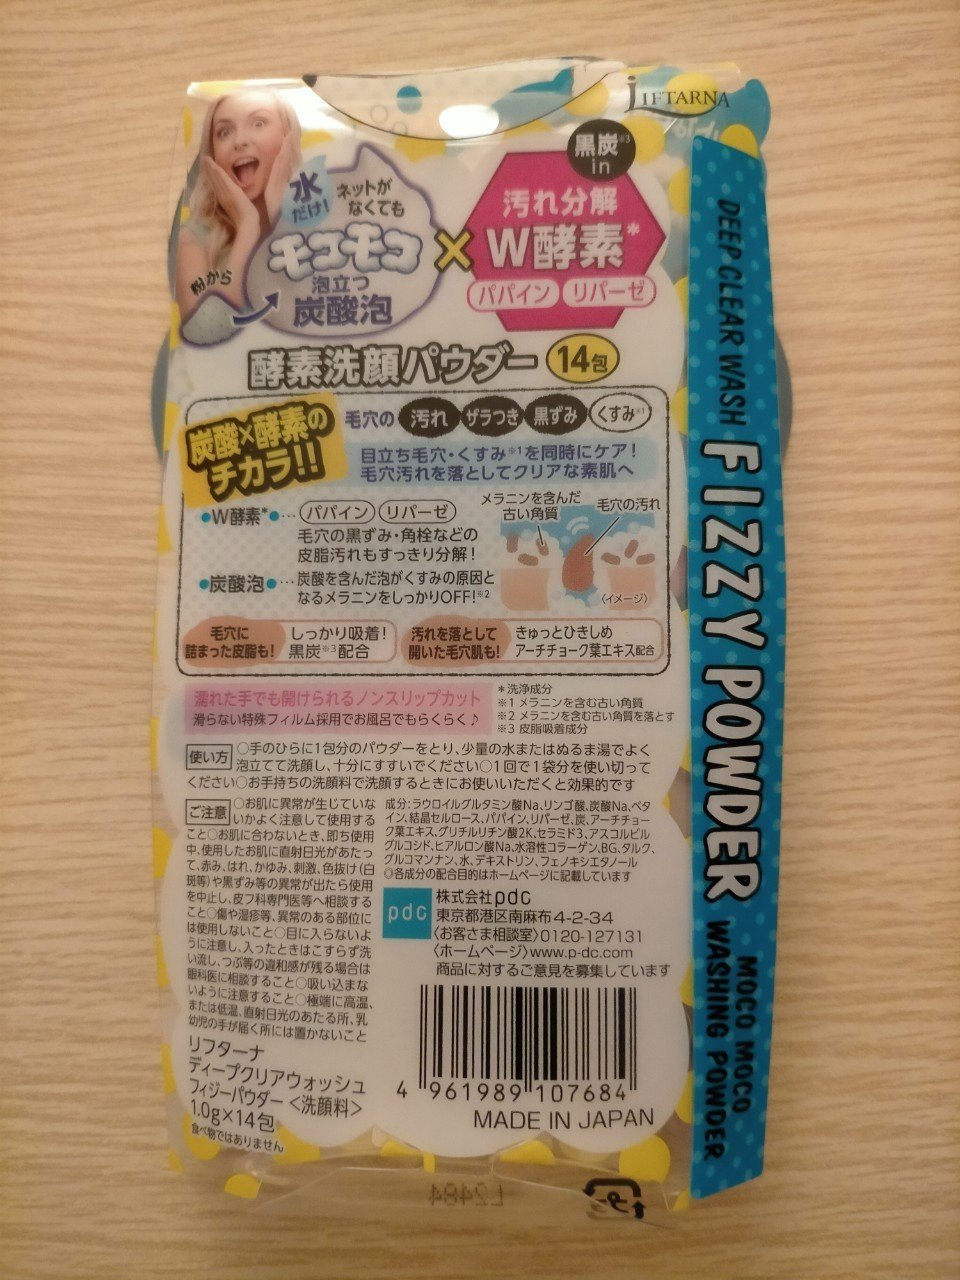 LIFTARNA
黒炭※3
in
水
だけ!
ネットが
なくても
モコモコ
泡立つ
炭酸泡
粉から
×
汚れ分解
W酵素*
パパイン リパーゼ
酵素洗顔パウダー 14包
炭酸×酵素の
チカラ!!
毛穴の 汚れ ザラつき 黒ずみ くすみ※1
目立ち毛穴・くすみ※1を同時にケア!
毛穴汚れを落としてクリアな素肌へ
●W酵素*●… パパイン リパーゼ
毛穴の黒ずみ・角栓などの
皮脂汚れもすっきり分解!
●炭酸泡●…炭酸を含んだ泡がくすみの原因と
なるメラニンをしっかりOFF!※2
メラニンを含んだ
古い角質
毛穴の汚れ
(イメージ)
毛穴に
詰まった皮脂も!
しっかり吸着!
黒炭※3配合
汚れを落として
開いた毛穴肌も!
きゅっとひきしめ
アーチチョーク葉エキス配合
濡れた手でも開けられるノンスリップカット
滑らない特殊フィルム採用でお風呂でもらくらく♪
*洗浄成分
※1 メラニンを含む古い角質
※2 メラニンを含む古い角質を落とす
※3 皮脂吸着成分
使い方 ○手のひらに1包分のパウダーをとり、少量の水またはぬるま湯でよく
泡立てて洗顔し、十分にすすいでください○1回で1袋分を使い切って
ください○お手持ちの洗顔料で洗顔するときにお使いいただくと効果的です
ご注意 ○お肌に異常が生じていな
いかよく注意して使用する
こと○お肌に合わないとき、即ち使用
中、使用したお肌に直射日光があたっ
て、赤み、はれ、かゆみ、刺激、色抜け(白
斑等)や黒ずみ等の異常が出たら使用
を中止し、皮フ科専門医等へ相談する
こと○傷や湿疹等、異常のある部位に
は使用しないこと○目に入らないよ
うに注意し、入ったときはこすらず洗
い流し、つぶ等の違和感が残る場合は
眼科医に相談すること○吸い込まな
いように注意すること○極端に高温、
または低温、直射日光のあたる所、乳
幼児の手が届く所には置かないこと
成分:ラウロイルグルタミン酸Na、リンゴ酸、炭酸Na、ベタ
イン、結晶セルロース、パパイン、リパーゼ、炭、アーチチョー
ク葉エキス、グリチルリチン酸2K、セラミド3、アスコルビル
グルコシド、ヒアルロン酸Na、水溶性コラーゲン、BG、タルク、
グルコマンナン、水、デキストリン、フェノキシエタノール
◎各成分の配合目的はホームページに記載しています
pdc
株式会社pdc
東京都港区南麻布4-2-34
〈お客さま相談室〉0120-127131
〈ホームページ〉www.p-dc.com
商品に対するご意見を募集しています
4 961989 107684
MADE IN JAPAN
リフターナ
ディープクリアウォッシュ
フィジーパウダー〈洗顔料〉
1.0g×14包
食べ物ではありません
プラ
L2484
DEEP CLEAR WASH
FIZZY POWDER
MOCO MOCO
WASHING POWDER